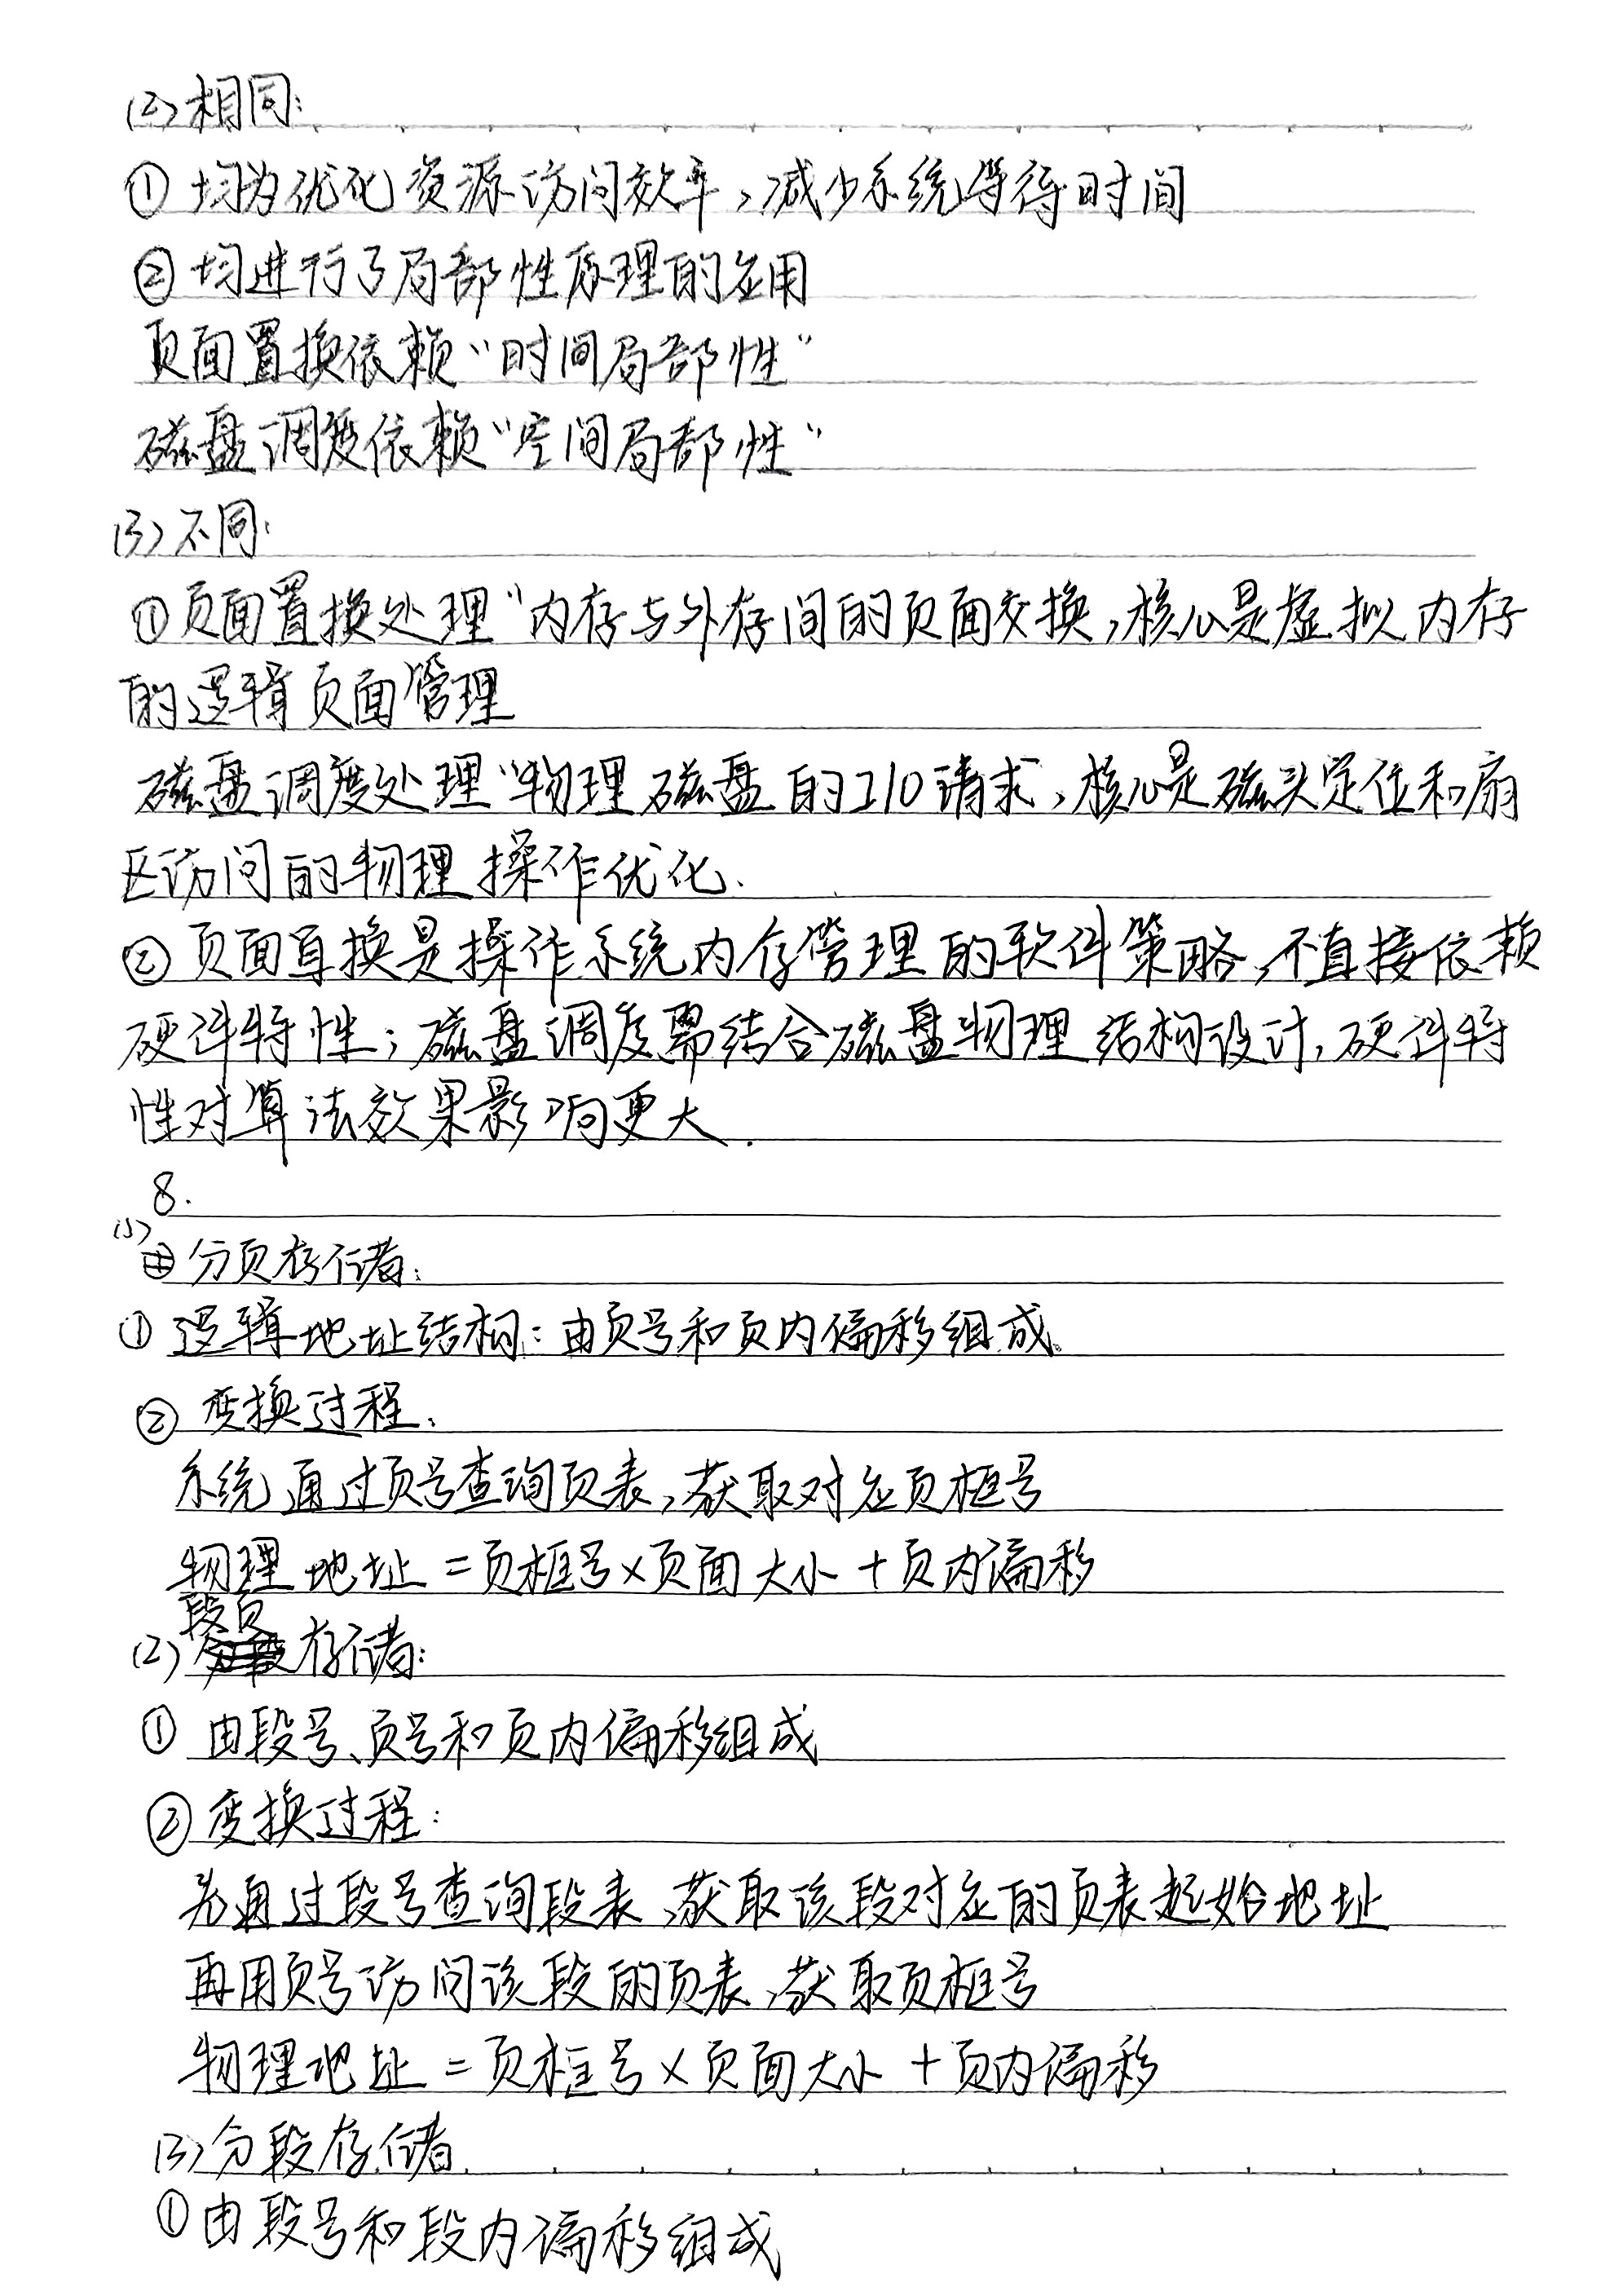 (2)相同:
①均为优化资源访问效率,减少系统等待时间
②均进行了局部性原理的应用
页面置换依赖"时间局部性"
磁盘调度依赖"空间局部性"
(3)不同:
①页面置换处理"内存与外存间的页面交换,核心是虚拟内存
的逻辑页面管理
磁盘调度处理"物理磁盘的I/O请求,核心是磁头定位和扇
区访问的物理操作优化.
②页面置换是操作系统内存管理的软件策略,不直接依赖
硬件特性;磁盘调度需结合磁盘物理结构设计,硬件特
性对算法效果影响更大.
8.
(1)
分页存储:
①逻辑地址结构:由页号和页内偏移组成.
②变换过程:
系统通过页号查询页表,获取对应页框号
物理地址=页框号×页面大小+页内偏移
(2)段页存储:
①由段号、页号和页内偏移组成
②变换过程:
先通过段号查询段表,获取该段对应的页表起始地址
再用页号访问该段的页表,获取页框号
物理地址=页框号×页面大小+页内偏移
(3)分段存储
①由段号和段内偏移组成